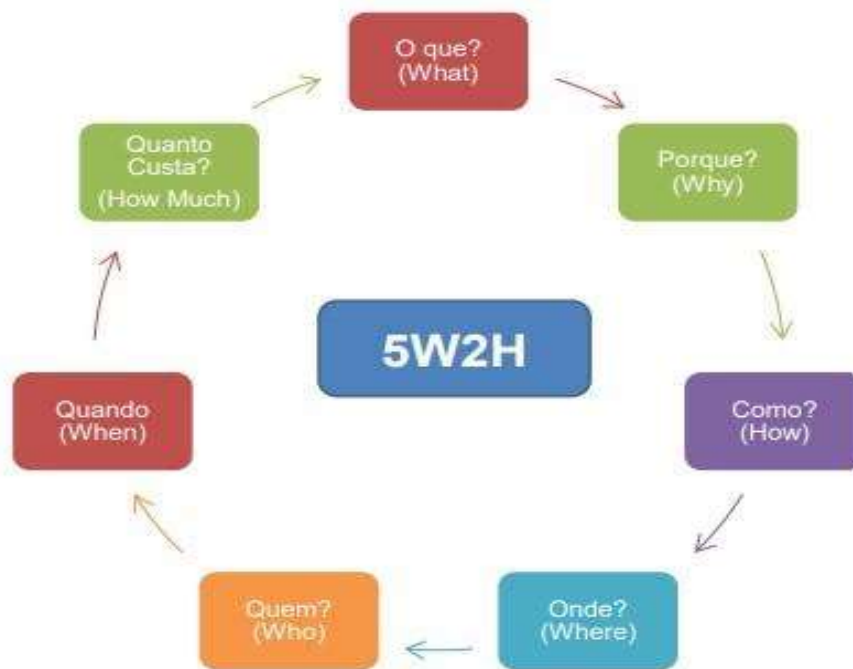 O que?
(What)
Porque?
(Why)
Como?
(How)
Onde?
(Where)
Quem?
(Who)
Quando
(When)
Quanto
Custa?
(How Much)
5W2H